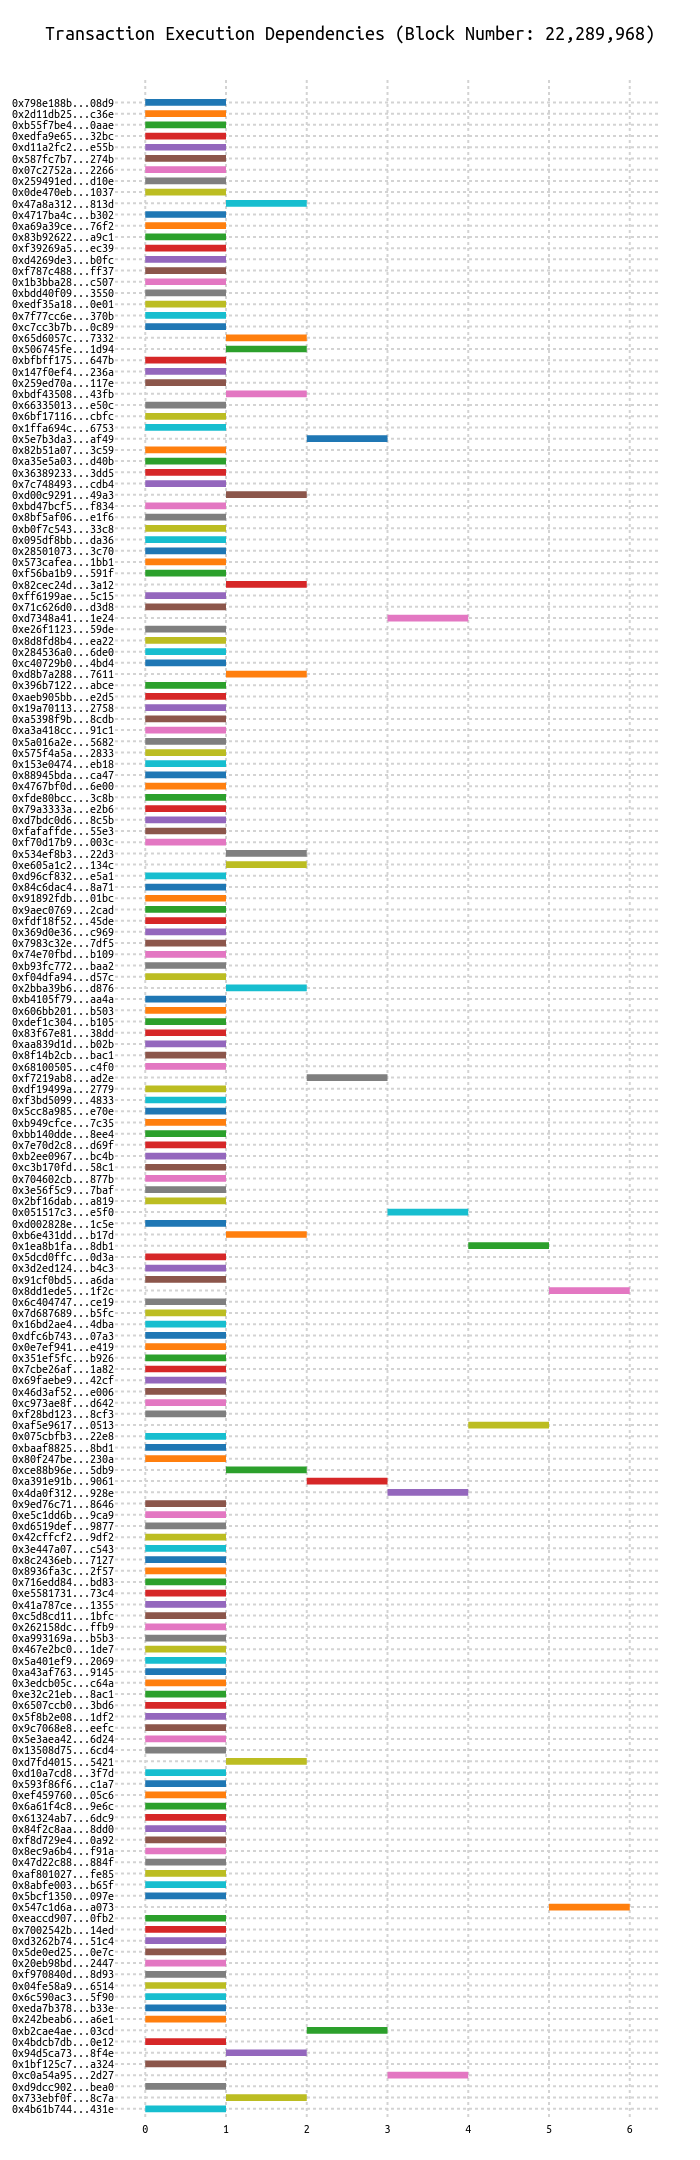 Transaction Execution Dependencies (Block Number: 22,289,968)
0x798e188b...08d9
0x2d11db25...c36e
0xb55f7be4...0aae
0xedfa9e65...32bc
0xd11a2fc2...e55b
0x587fc7b7...274b
0x07c2752a...2266
0x259491ed...d10e
0x0de470eb...1037
0x47a8a312...813d
0x4717ba4c...b302
0xa69a39ce...76f2
0x83b92622...a9c1
0xf39269a5...ec39
0xd4269de3...b0fc
0xf787c488...ff37
0x1b3bba28...c507
0xbdd40f09...3550
0xedf35a18...0e01
0x7f77cc6e...370b
0xc7cc3b7b...0c89
0x65d6057c...7332
0x506745fe...1d94
0xbfbff175...647b
0x147f0ef4...236a
0x259ed70a...117e
0xbdf43508...43fb
0x66335013...e50c
0x6bf17116...cbfc
0x1ffa694c...6753
0x5e7b3da3...af49
0x82b51a07...3c59
0xa35e5a03...d40b
0x36389233...3dd5
0x7c748493...cdb4
0xd00c9291...49a3
0xbd47bcf5...f834
0x8bf5af06...e1f6
0xb0f7c543...33c8
0x095df8bb...da36
0x28501073...3c70
0x573cafea...1bb1
0xf56ba1b9...591f
0x82cec24d...3a12
0xff6199ae...5c15
0x71c626d0...d3d8
0xd7348a41...1e24
0xe26f1123...59de
0x8d8fd8b4...ea22
0x284536a0...6de0
0xc40729b0...4bd4
0xd8b7a288...7611
0x396b7122...abce
0xaeb905bb...e2d5
0x19a70113...2758
0xa5398f9b...8cdb
0xa3a418cc...91c1
0x5a016a2e...5682
0x575f4a5a...2833
0x153e0474...eb18
0x88945bda...ca47
0x4767bf0d...6e00
0xfde80bcc...3c8b
0x79a3333a...e2b6
0xd7bdc0d6...8c5b
0xfafaffde...55e3
0xf70d17b9...003c
0x534ef8b3...22d3
0xe605a1c2...134c
0xd96cf832...e5a1
0x84c6dac4...8a71
0x91892fdb...01bc
0x9aec0769...2cad
0xfdf18f52...45de
0x369d0e36...c969
0x7983c32e...7df5
0x74e70fbd...b109
0xb93fc772...baa2
0xf04dfa94...d57c
0x2bba39b6...d876
0xb4105f79...aa4a
0x606bb201...b503
0xdef1c304...b105
0x83f67e81...38dd
0xaa839d1d...b02b
0x8f14b2cb...bac1
0x68100505...c4f0
0xf7219ab8...ad2e
0xdf19499a...2779
0xf3bd5099...4833
0x5cc8a985...e70e
0xb949cfce...7c35
0xbb140dde...8ee4
0x7e70d2c8...d69f
0xb2ee0967...bc4b
0xc3b170fd...58c1
0x704602cb...877b
0x3e56f5c9...7baf
0x2bf16dab...a819
0x051517c3...e5f0
0xd002828e...1c5e
0xb6e431dd...b17d
0x1ea8b1fa...8db1
0x5dcd0ffc...0d3a
0x3d2ed124...b4c3
0x91cf0bd5...a6da
0x8dd1ede5...1f2c
0x6c404747...ce19
0x7d687689...b5fc
0x16bd2ae4...4dba
0xdfc6b743...07a3
0x0e7ef941...e419
0x351ef5fc...b926
0x7cbe26af...1a82
0x69faebe9...42cf
0x46d3af52...e006
0xc973ae8f...d642
0xf28bd123...8cf3
0xaf5e9617...0513
0x075cbfb3...22e8
0xbaaf8825...8bd1
0x80f247be...230a
0xce88b96e...5db9
0xa391e91b...9061
0x4da0f312...928e
0x9ed76c71...8646
0xe5c1dd6b...9ca9
0xd6519def...9877
0x42cffcf2...9df2
0x3e447a07...c543
0x8c2436eb...7127
0x8936fa3c...2f57
0x716edd84...bd83
0xe5581731...73c4
0x41a787ce...1355
0xc5d8cd11...1bfc
0x262158dc...ffb9
0xa993169a...b5b3
0x467e2bc0...1de7
0x5a401ef9...2069
0xa43af763...9145
0x3edcb05c...c64a
0xe32c21eb...8ac1
0x6507ccb0...3bd6
0x5f8b2e08...1df2
0x9c7068e8...eefc
0x5e3aea42...6d24
0x13508d75...6cd4
0xd7fd4015...5421
0xd10a7cd8...3f7d
0x593f86f6...c1a7
0xef459760...05c6
0x6a61f4c8...9e6c
0x61324ab7...6dc9
0x84f2c8aa...8dd0
0xf8d729e4...0a92
0x8ec9a6b4...f91a
0x47d22c88...884f
0xaf801027...fe85
0x8abfe003...b65f
0x5bcf1350...097e
0x547c1d6a...a073
0xeaccd907...0fb2
0x7002542b...14ed
0xd3262b74...51c4
0x5de0ed25...0e7c
0x20eb98bd...2447
0xf970840d...8d93
0x04fe58a9...6514
0x6c590ac3...5f90
0xeda7b378...b33e
0x242beab6...a6e1
0xb2cae4ae...03cd
0x4bdcb7db...0e12
0x94d5ca73...8f4e
0x1bf125c7...a324
0xc0a54a95...2d27
0xd9dcc902...bea0
0x733ebf0f...8c7a
0x4b61b744...431e
0 1 2 3 4 5 6